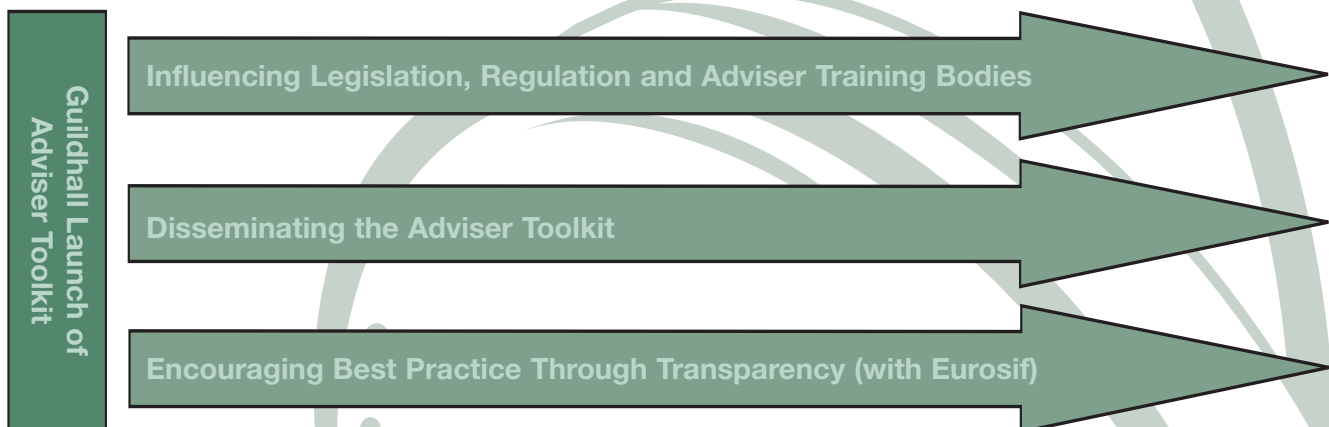 Guildhall Launch of
Adviser Toolkit
Influencing Legislation, Regulation and Adviser Training Bodies
Disseminating the Adviser Toolkit
Encouraging Best Practice Through Transparency (with Eurosif)